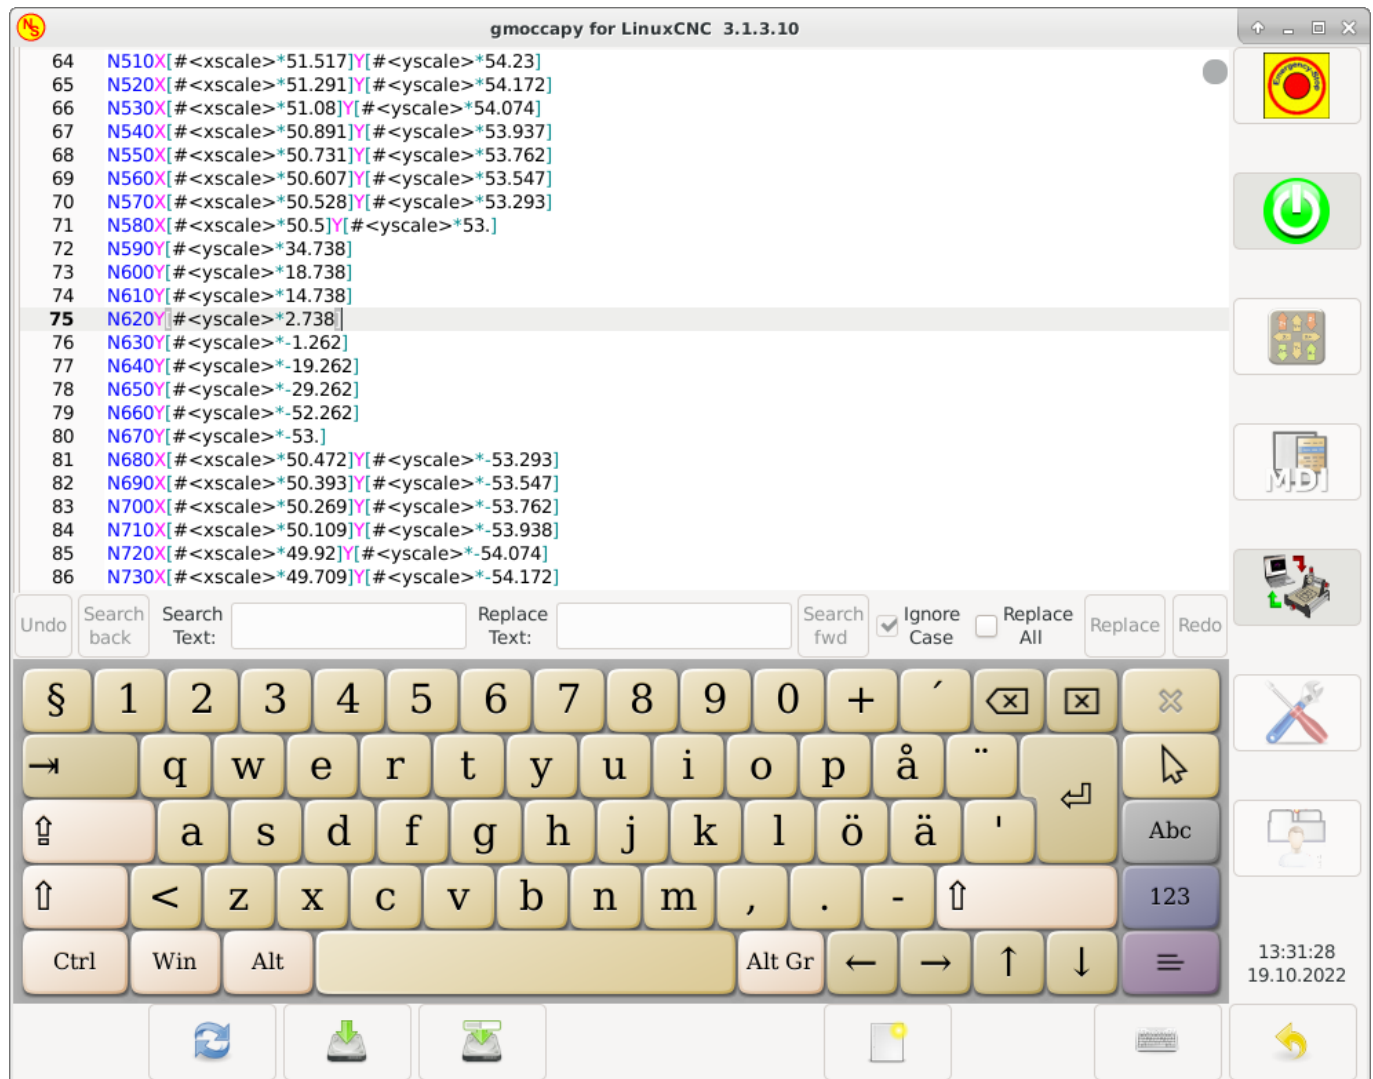 NS
gmoccapy for LinuxCNC 3.1.3.10
64 N510X[#<xscale>*51.517]Y[#<yscale>*54.23]
65 N520X[#<xscale>*51.291]Y[#<yscale>*54.172]
66 N530X[#<xscale>*51.08]Y[#<yscale>*54.074]
67 N540X[#<xscale>*50.891]Y[#<yscale>*53.937]
68 N550X[#<xscale>*50.731]Y[#<yscale>*53.762]
69 N560X[#<xscale>*50.607]Y[#<yscale>*53.547]
70 N570X[#<xscale>*50.528]Y[#<yscale>*53.293]
71 N580X[#<xscale>*50.5]Y[#<yscale>*53.]
72 N590Y[#<yscale>*34.738]
73 N600Y[#<yscale>*18.738]
74 N610Y[#<yscale>*14.738]
75 N620Y[#<yscale>*2.738]
76 N630Y[#<yscale>*-1.262]
77 N640Y[#<yscale>*-19.262]
78 N650Y[#<yscale>*-29.262]
79 N660Y[#<yscale>*-52.262]
80 N670Y[#<yscale>*-53.]
81 N680X[#<xscale>*50.472]Y[#<yscale>*-53.293]
82 N690X[#<xscale>*50.393]Y[#<yscale>*-53.547]
83 N700X[#<xscale>*50.269]Y[#<yscale>*-53.762]
84 N710X[#<xscale>*50.109]Y[#<yscale>*-53.938]
85 N720X[#<xscale>*49.92]Y[#<yscale>*-54.074]
86 N730X[#<xscale>*49.709]Y[#<yscale>*-54.172]
Emergency-Stop
MDI
Undo
Search
back
Search
Text:
Replace
Text:
Search
fwd
Ignore
Case
Replace
All
Replace
Redo
§ 1 2 3 4 5 6 7 8 9 0 + ´
q w e r t y u i o p å ¨
a s d f g h j k l ö ä ' Abc
< z x c v b n m , . - 123
Ctrl Win Alt Alt Gr ← → ↑ ↓
13:31:28
19.10.2022